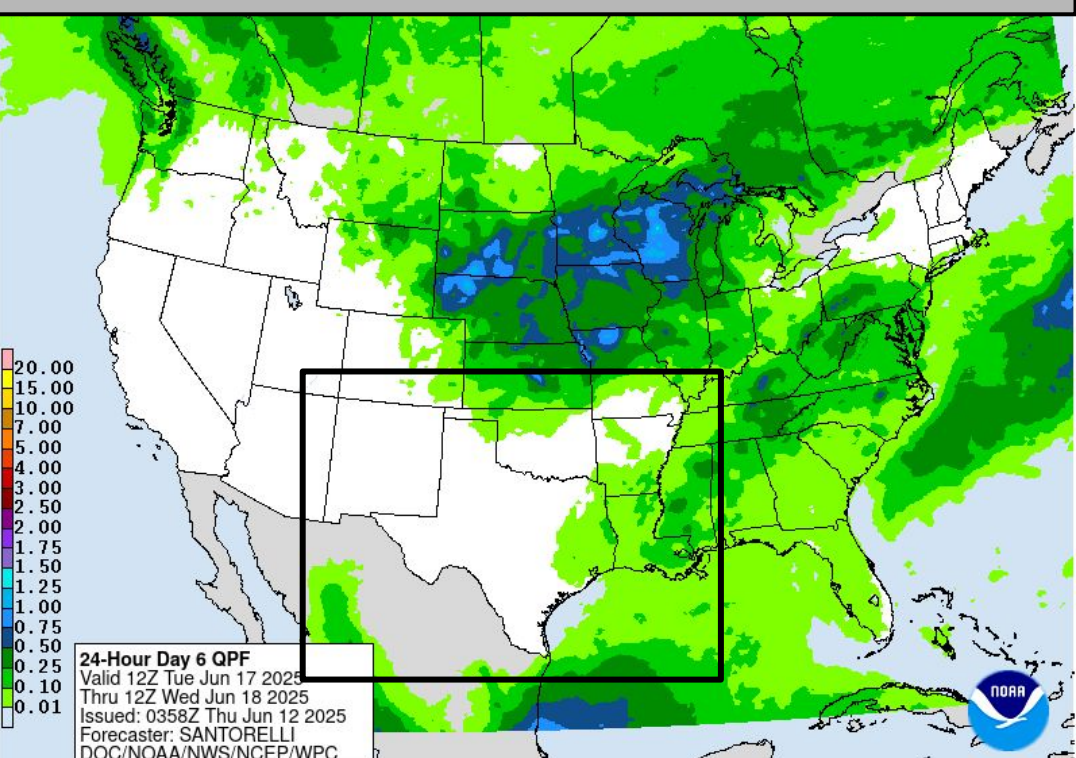 20.00
15.00
10.00
7.00
5.00
4.00
3.00
2.50
2.00
1.75
1.50
1.25
1.00
0.75
0.50
0.25
0.10
0.01
24-Hour Day 6 QPF
Valid 12Z Tue Jun 17 2025
Thru 12Z Wed Jun 18 2025
Issued: 0358Z Thu Jun 12 2025
Forecaster: SANTORELLI
DOC/NOAA/NWS/NCEP/WPC
NOAA